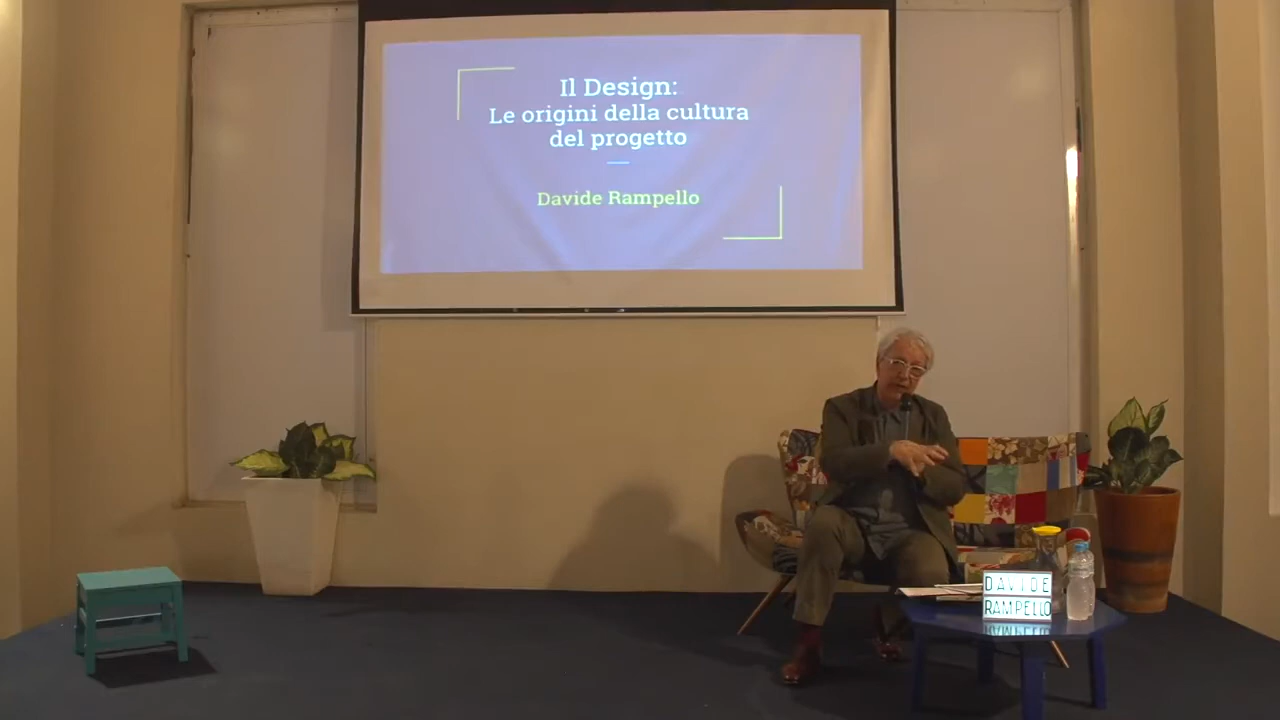 Il Design:
Le origini della cultura
del progetto
Davide Rampello
DAVIDE
RAMPELLO